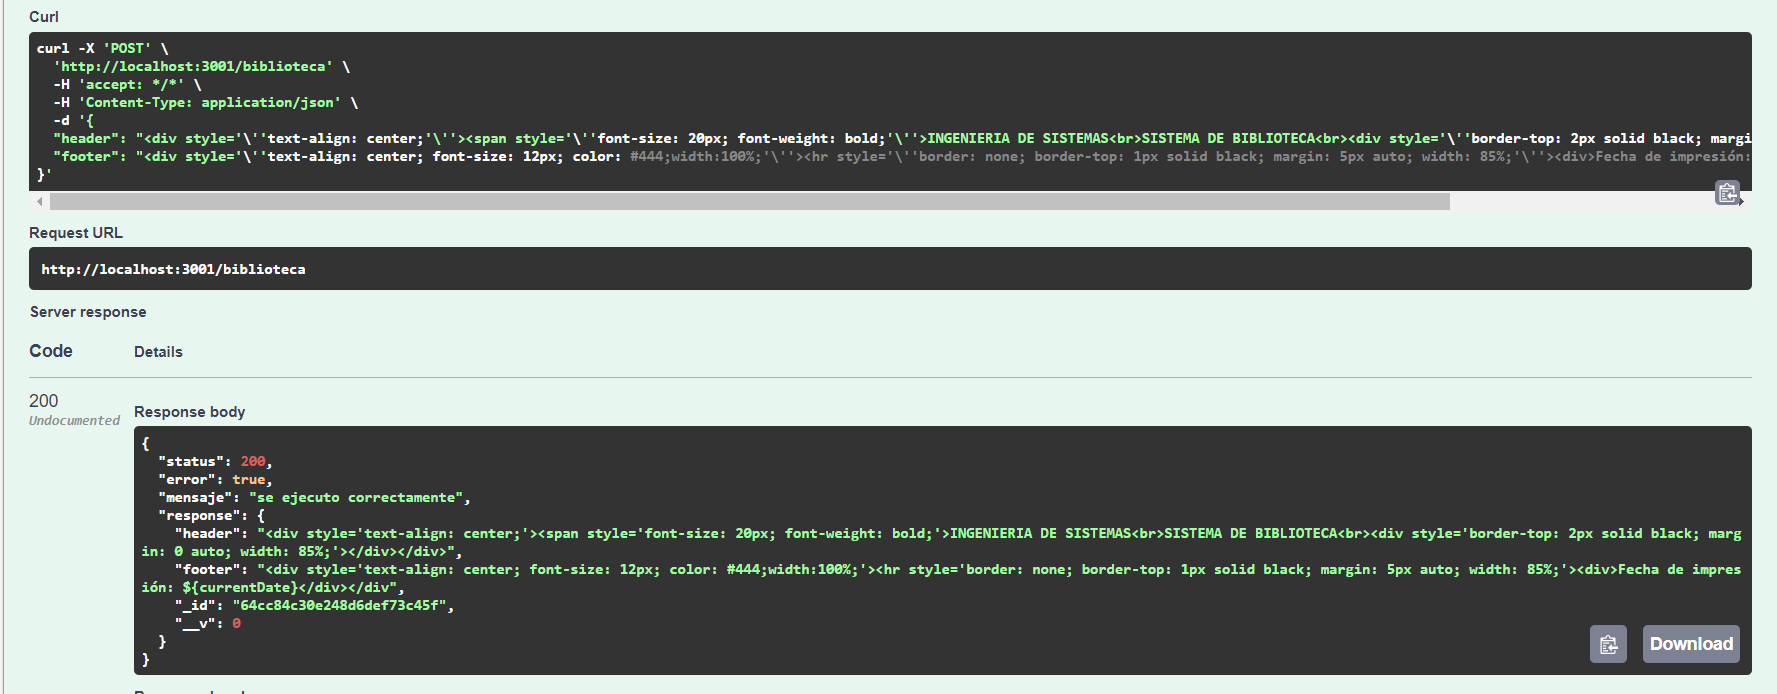 Curl
curl -X 'POST' \
'http://localhost:3001/biblioteca' \
-H 'accept: */*' \
-H 'Content-Type: application/json' \
-d '{
"header": "<div style='\''text-align: center;'\''><span style='\''font-size: 20px; font-weight: bold;'\''>INGENIERIA DE SISTEMAS<br>SISTEMA DE BIBLIOTECA<br><div style='\''border-top: 2px solid black; margi
"footer": "<div style='\''text-align: center; font-size: 12px; color: #444;width:100%;'\''><hr style='\''border: none; border-top: 1px solid black; margin: 5px auto; width: 85%;'\''><div>Fecha de impresión:
}'
Request URL
http://localhost:3001/biblioteca
Server response
Code Details
200
Undocumented
Response body
{
"status": 200,
"error": true,
"mensaje": "se ejecuto correctamente",
"response": {
"header": "<div style='text-align: center;'><span style='font-size: 20px; font-weight: bold;'>INGENIERIA DE SISTEMAS<br>SISTEMA DE BIBLIOTECA<br><div style='border-top: 2px solid black; marg
in: 0 auto; width: 85%;'></div></div>",
"footer": "<div style='text-align: center; font-size: 12px; color: #444;width:100%;'><hr style='border: none; border-top: 1px solid black; margin: 5px auto; width: 85%;'><div>Fecha de impres
ión: ${currentDate}</div></div",
"_id": "64cc84c30e248d6def73c45f",
"__v": 0
}
}
Download